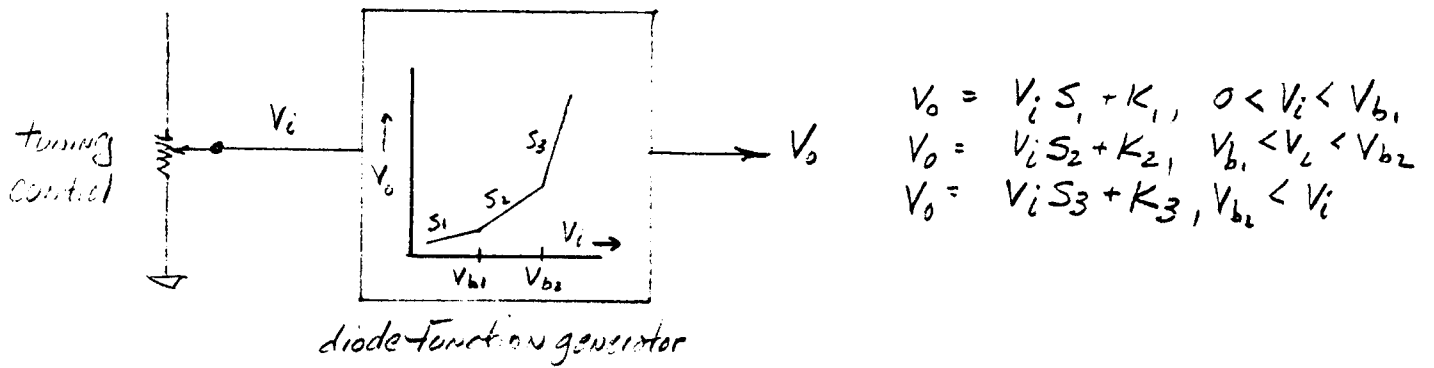 tuning
control
Vi
Vo →
S1
S2
S3
Vi →
Vb1
Vb2
Vo
diode function generator
Vo = Vi S1 + K1, 0 < Vi < Vb1
Vo = Vi S2 + K2, Vb1 < Vi < Vb2
Vo = Vi S3 + K3, Vb2 < Vi